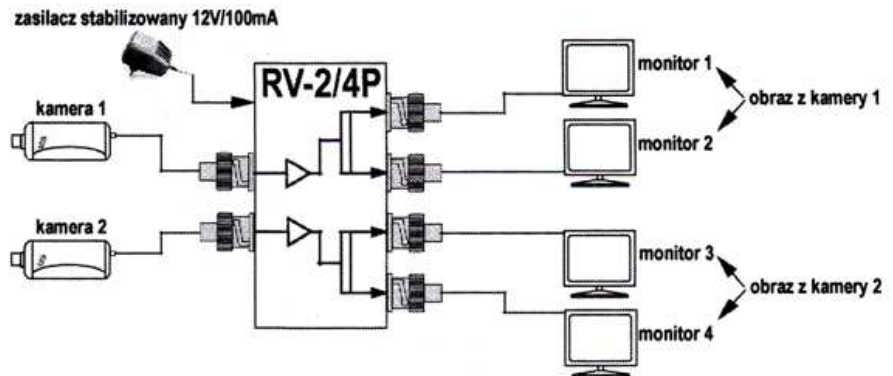 zasilacz stabilizowany 12V/100mA
RV-2/4P
kamera 1
kamera 2
monitor 1
monitor 2
obraz z kamery 1
monitor 3
obraz z kamery 2
monitor 4